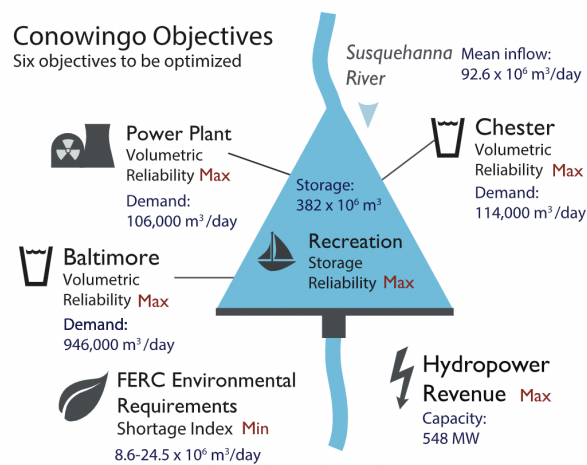 Conowingo Objectives
Six objectives to be optimized
Susquehanna
River
Mean inflow:
92.6 x 10⁶ m³/day
Power Plant
Volumetric
Reliability Max
Demand:
106,000 m³/day
Chester
Volumetric
Reliability Max
Demand:
114,000 m³/day
Storage:
382 x 10⁶ m³
Recreation
Storage
Reliability Max
Baltimore
Volumetric
Reliability Max
Demand:
946,000 m³/day
FERC Environmental
Requirements
Shortage Index Min
8.6-24.5 x 10⁶ m³/day
Hydropower
Revenue Max
Capacity:
548 MW